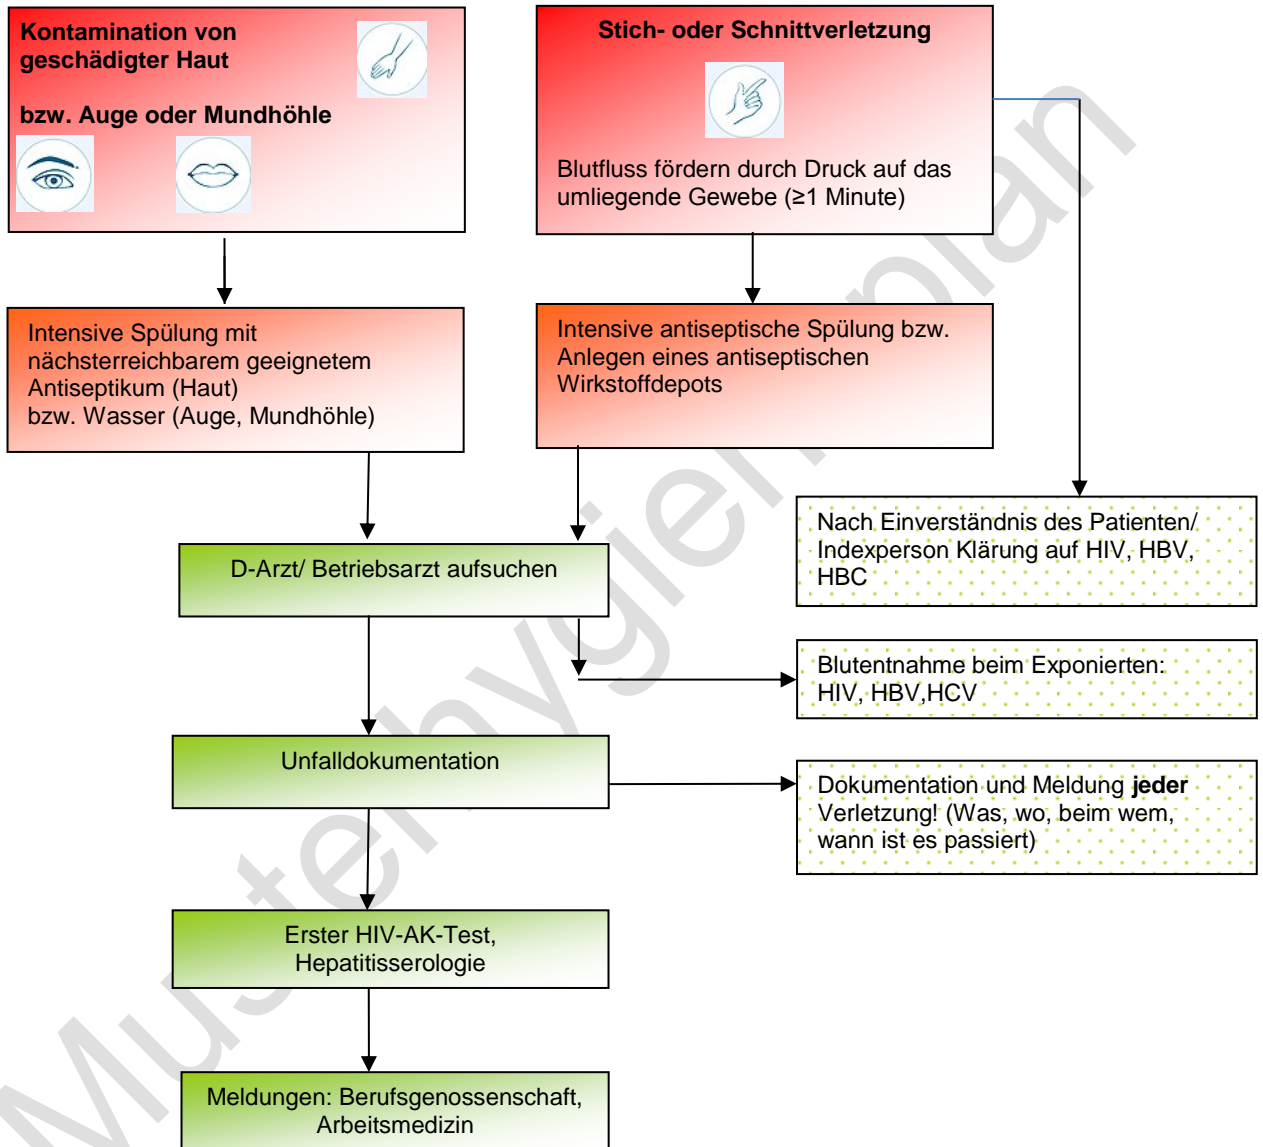 Kontamination von
geschädigter Haut
bzw. Auge oder Mundhöhle
Stich- oder Schnittverletzung
Blutfluss fördern durch Druck auf das
umliegende Gewebe (≥1 Minute)
Intensive Spülung mit
nächsterreichbarem geeignetem
Antiseptikum (Haut)
bzw. Wasser (Auge, Mundhöhle)
Intensive antiseptische Spülung bzw.
Anlegen eines antiseptischen
Wirkstoffdepots
Nach Einverständnis des Patienten/
Indexperson Klärung auf HIV, HBV,
HBC
D-Arzt/ Betriebsarzt aufsuchen
Blutentnahme beim Exponierten:
HIV, HBV,HCV
Unfalldokumentation
Dokumentation und Meldung jeder
Verletzung! (Was, wo, beim wem,
wann ist es passiert)
Erster HIV-AK-Test,
Hepatitisserologie
Meldungen: Berufsgenossenschaft,
Arbeitsmedizin
Musterhygieneplan